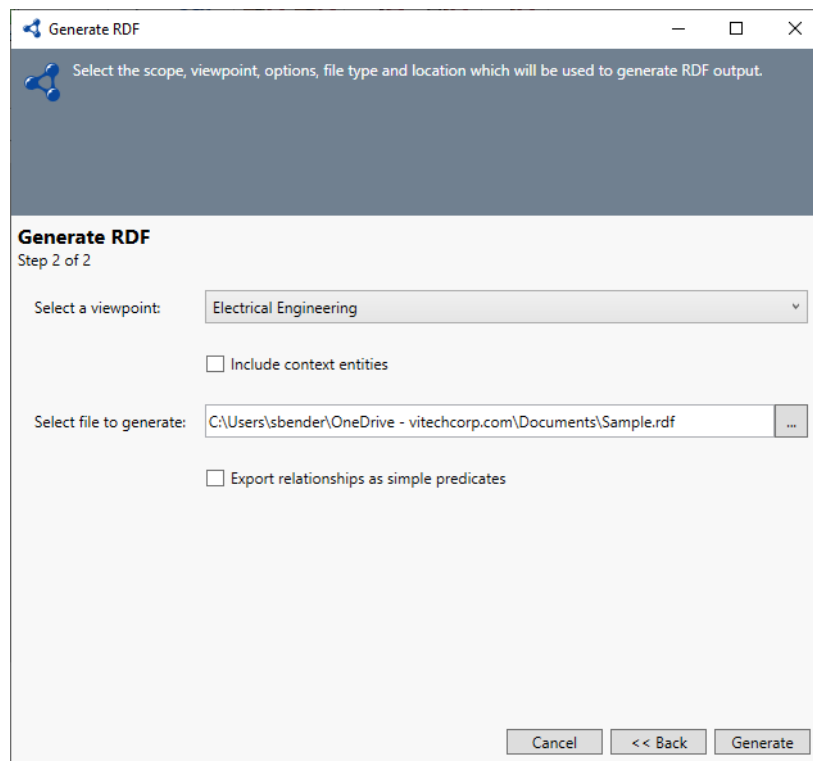 Generate RDF
Select the scope, viewpoint, options, file type and location which will be used to generate RDF output.
Generate RDF
Step 2 of 2
Select a viewpoint:
Electrical Engineering
Include context entities
Select file to generate:
C:\Users\sbender\OneDrive - vitechcorp.com\Documents\Sample.rdf
...
Export relationships as simple predicates
Cancel
<< Back
Generate